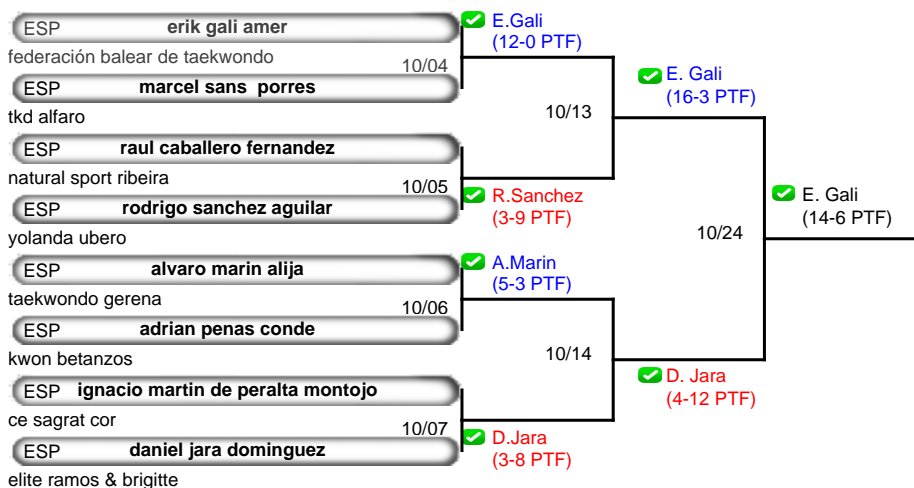 ESP erik gali amer
federación balear de taekwondo
10/04
ESP marcel sans porres
tkd alfaro
E.Gali
(12-0 PTF)
ESP raul caballero fernandez
natural sport ribeira
10/05
ESP rodrigo sanchez aguilar
yolanda ubero
R.Sanchez
(3-9 PTF)
10/13
E. Gali
(16-3 PTF)
ESP alvaro marin alija
taekwondo gerena
10/06
ESP adrian penas conde
kwon betanzos
A.Marin
(5-3 PTF)
ESP ignacio martin de peralta montojo
ce sagrat cor
10/07
ESP daniel jara dominguez
elite ramos & brigitte
D.Jara
(3-8 PTF)
10/14
D. Jara
(4-12 PTF)
10/24
E. Gali
(14-6 PTF)